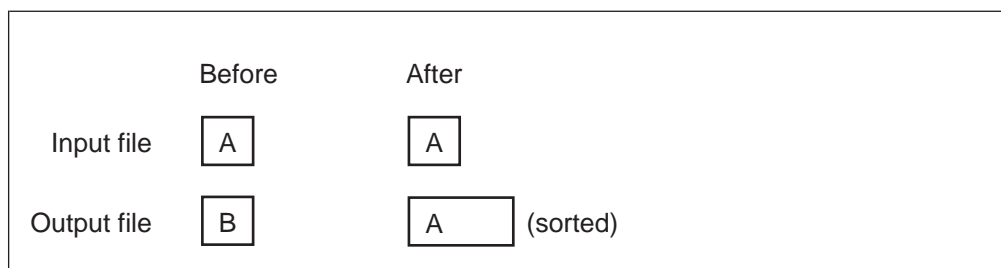 Before After
Input file A A
Output file B A (sorted)